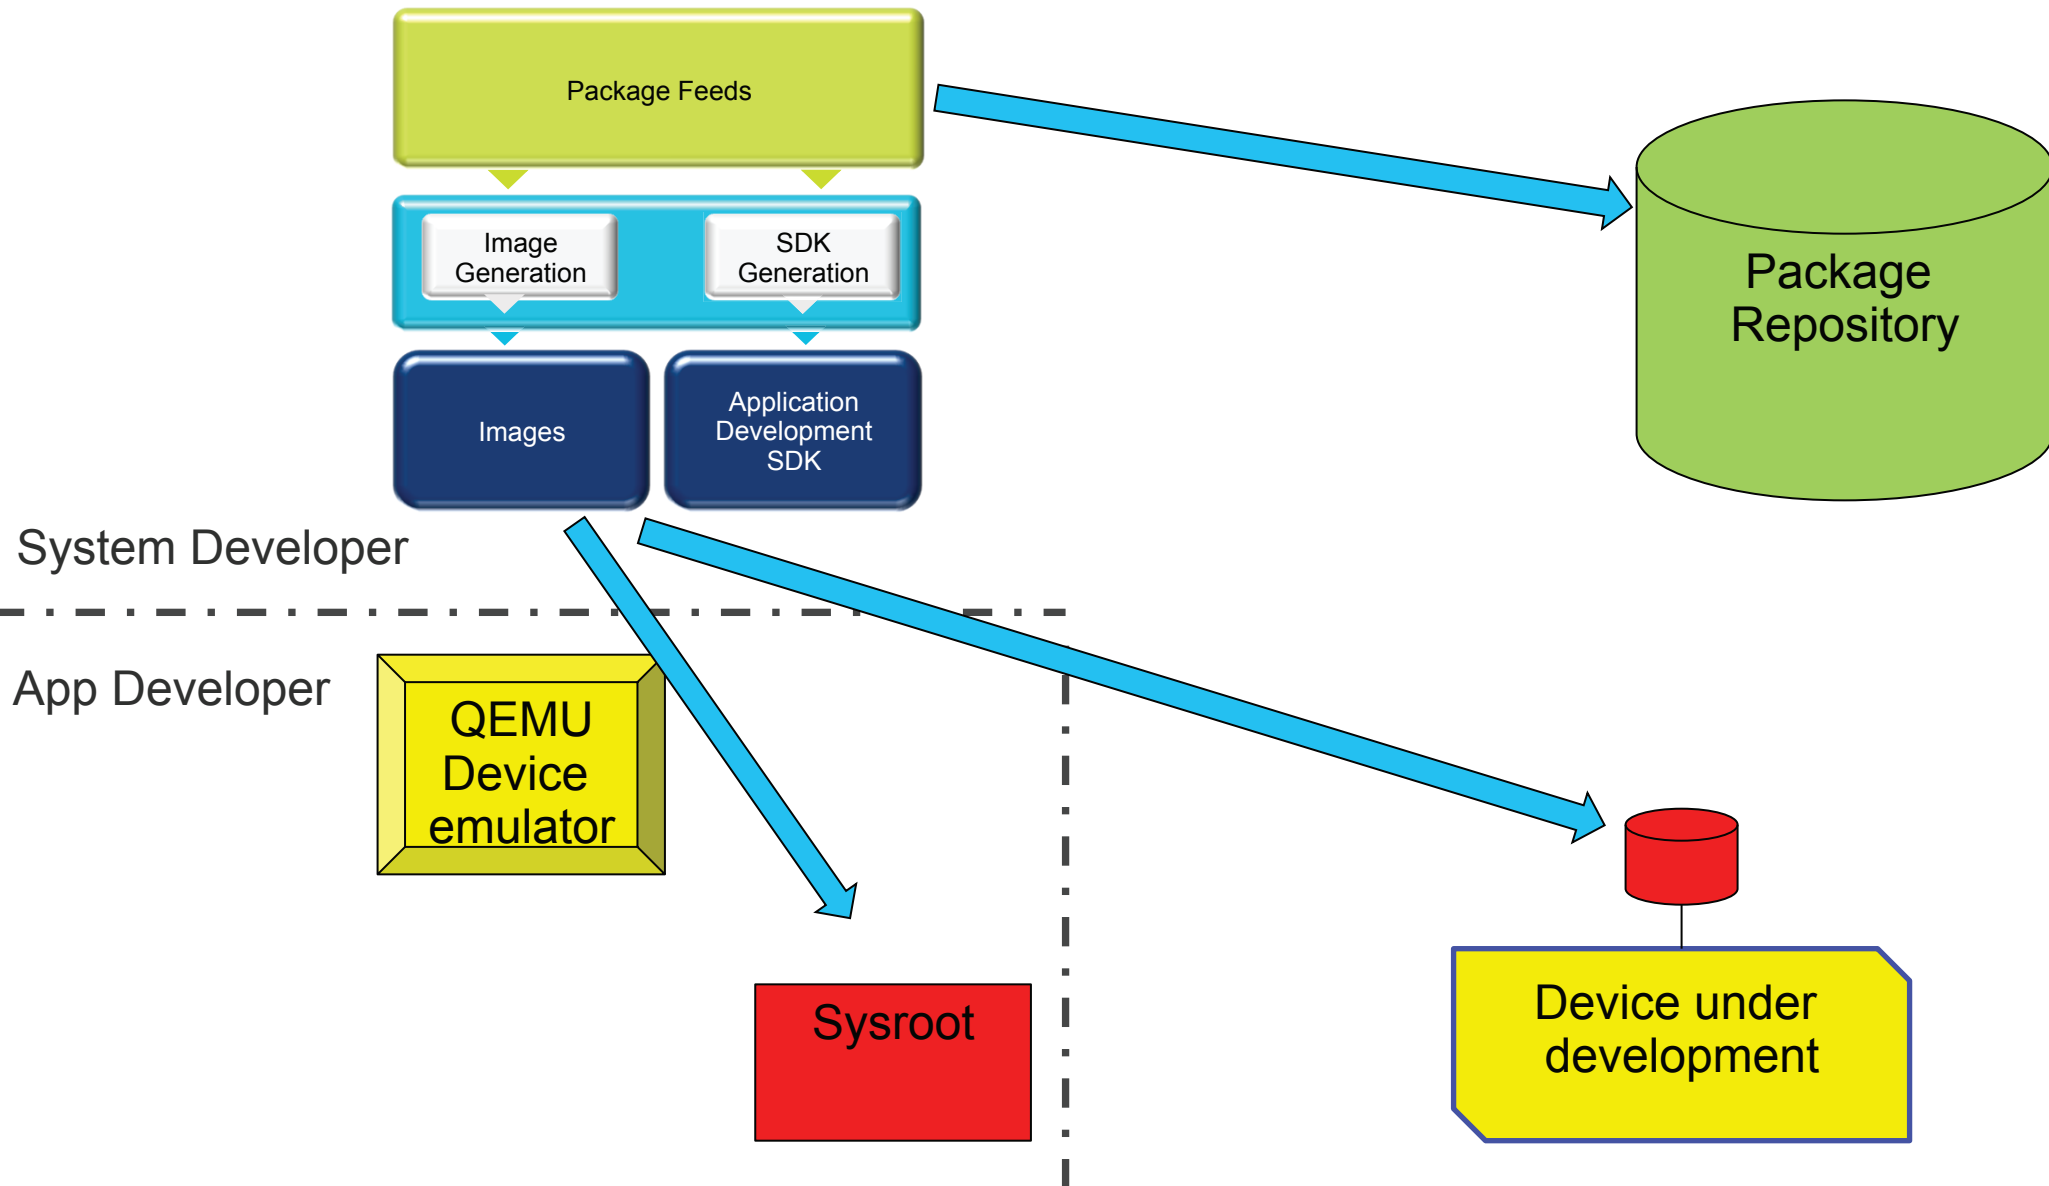 Package Feeds
Image
Generation
SDK
Generation
Images
Application
Development
SDK
Package
Repository
System Developer
App Developer
QEMU
Device
emulator
Sysroot
Device under
development